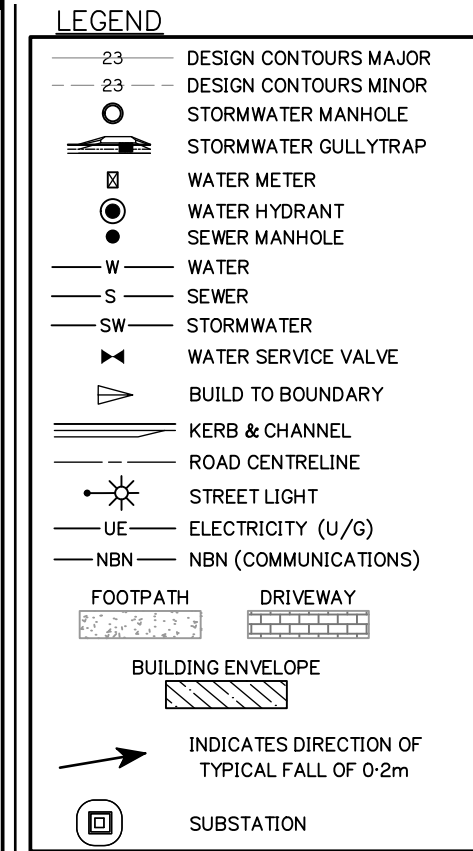 LEGEND
23 DESIGN CONTOURS MAJOR
23 DESIGN CONTOURS MINOR
STORMWATER MANHOLE
STORMWATER GULLYTRAP
WATER METER
WATER HYDRANT
SEWER MANHOLE
W WATER
S SEWER
SW STORMWATER
WATER SERVICE VALVE
BUILD TO BOUNDARY
KERB & CHANNEL
ROAD CENTRELINE
STREET LIGHT
UE ELECTRICITY (U/G)
NBN NBN (COMMUNICATIONS)
FOOTPATH DRIVEWAY
BUILDING ENVELOPE
INDICATES DIRECTION OF
TYPICAL FALL OF 0·2m
SUBSTATION